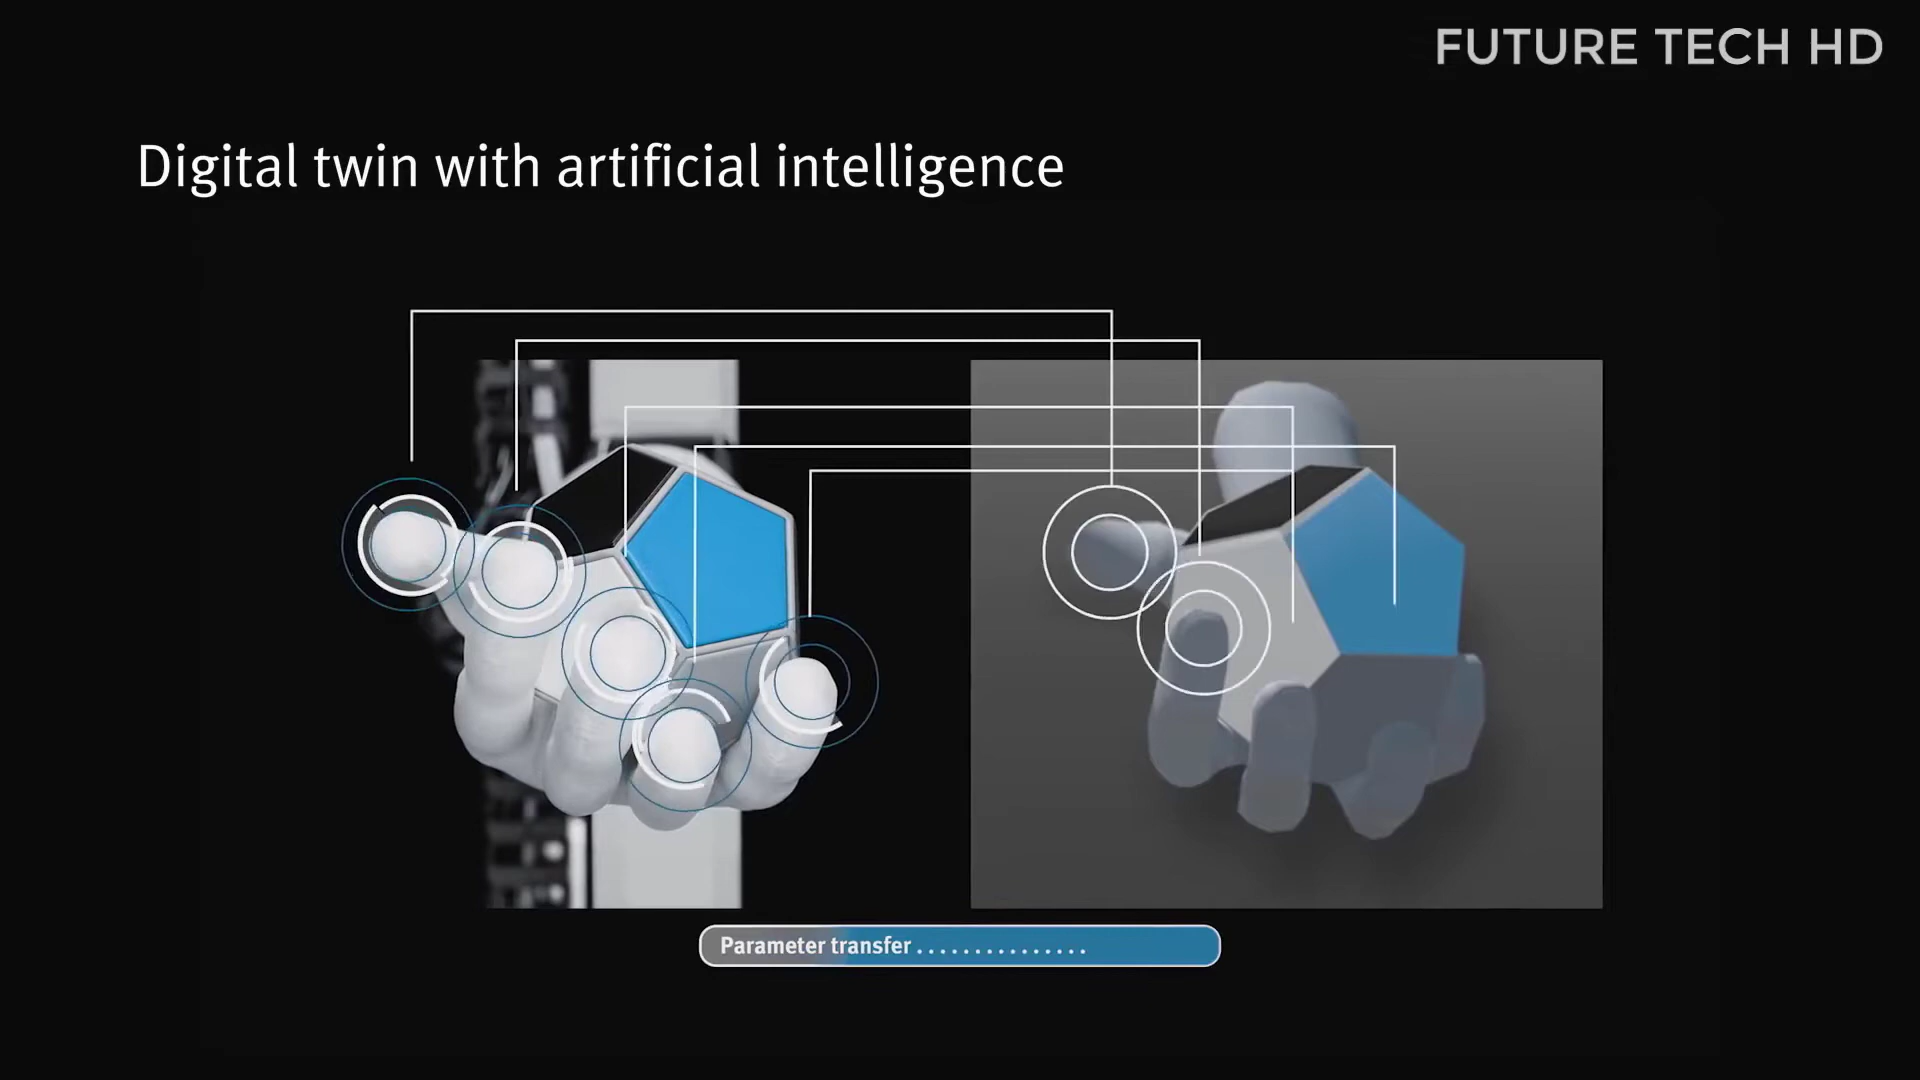 FUTURE TECH HD
Digital twin with artificial intelligence
Parameter transfer . . . . . . . . . . . . . . .